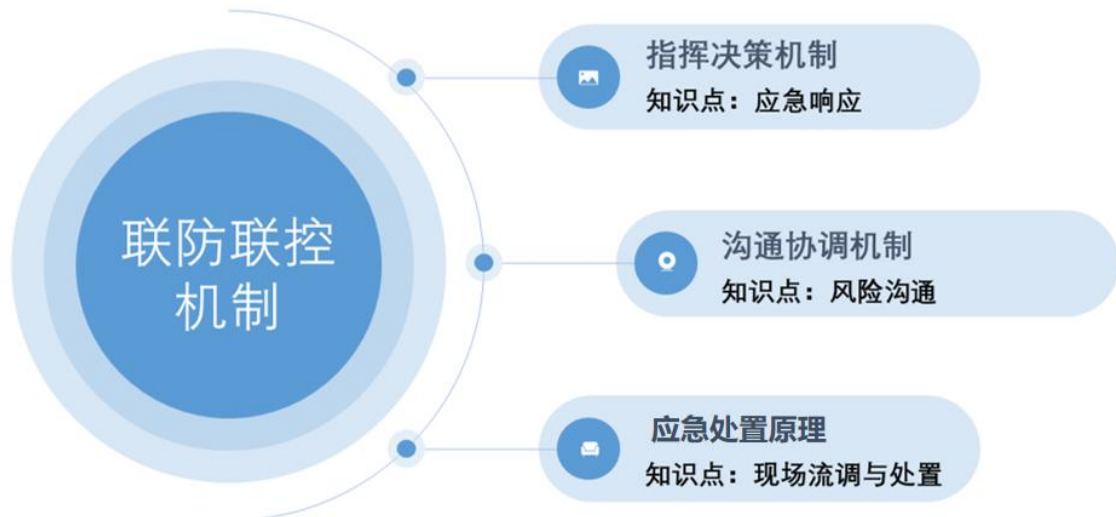 联防联控
机制
指挥决策机制
知识点：应急响应
沟通协调机制
知识点：风险沟通
应急处置原理
知识点：现场流调与处置